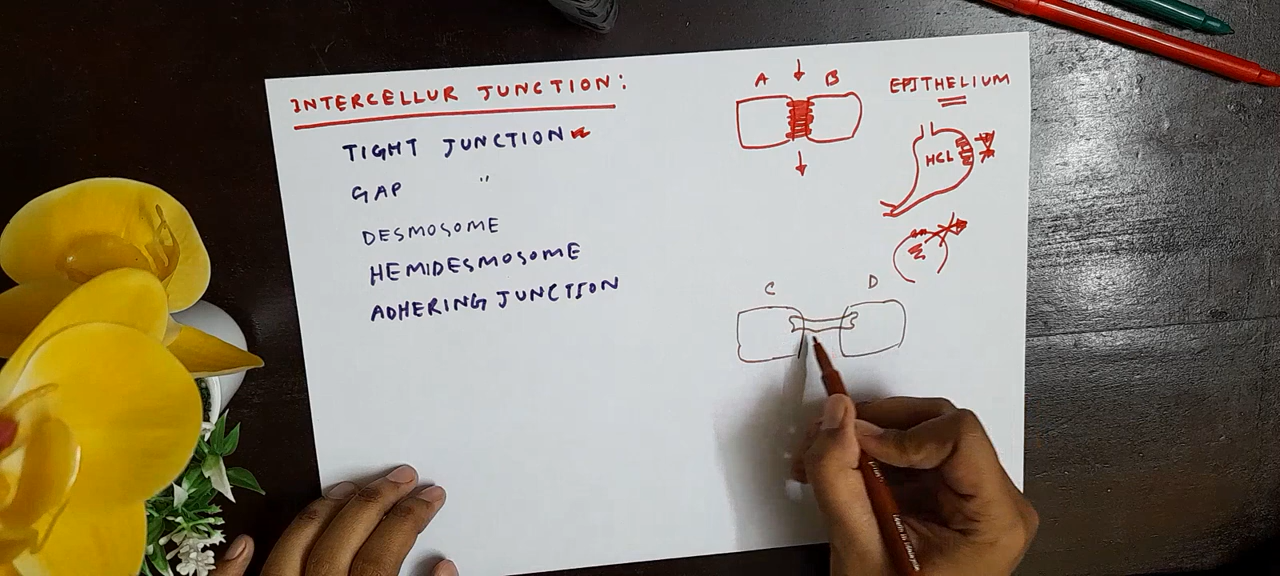 INTERCELLUR JUNCTION:
TIGHT JUNCTION
GAP "
DESMOSOME
HEMIDESMOSOME
ADHERING JUNCTION
A B
EPITHELIUM
HCL
C D